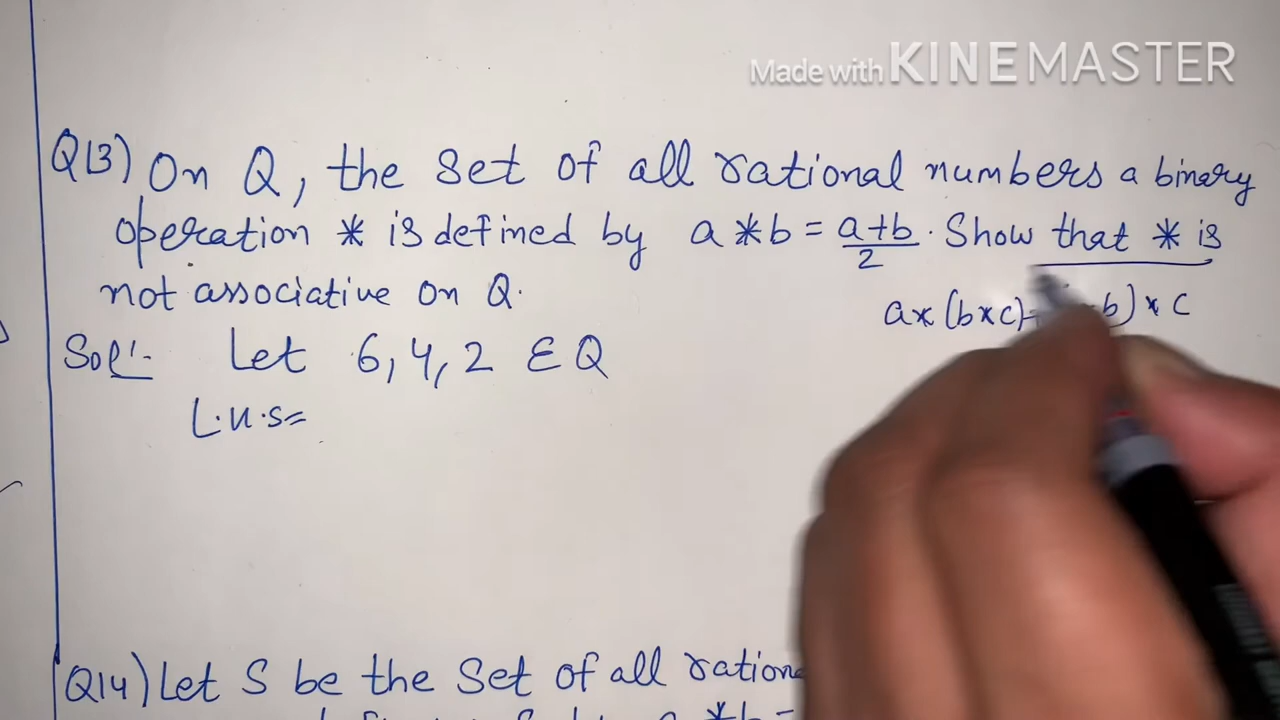 Made with KINEMASTER
Q13) On Q, the set of all rational numbers a binary
operation * is defined by a * b = a+b/2 . Show that * is
not associative on Q.
a* (b*c) b) * c
Sol':- Let 6, 4, 2 ∈ Q
L.H.S=
Q14) Let S be the set of all
a *b =